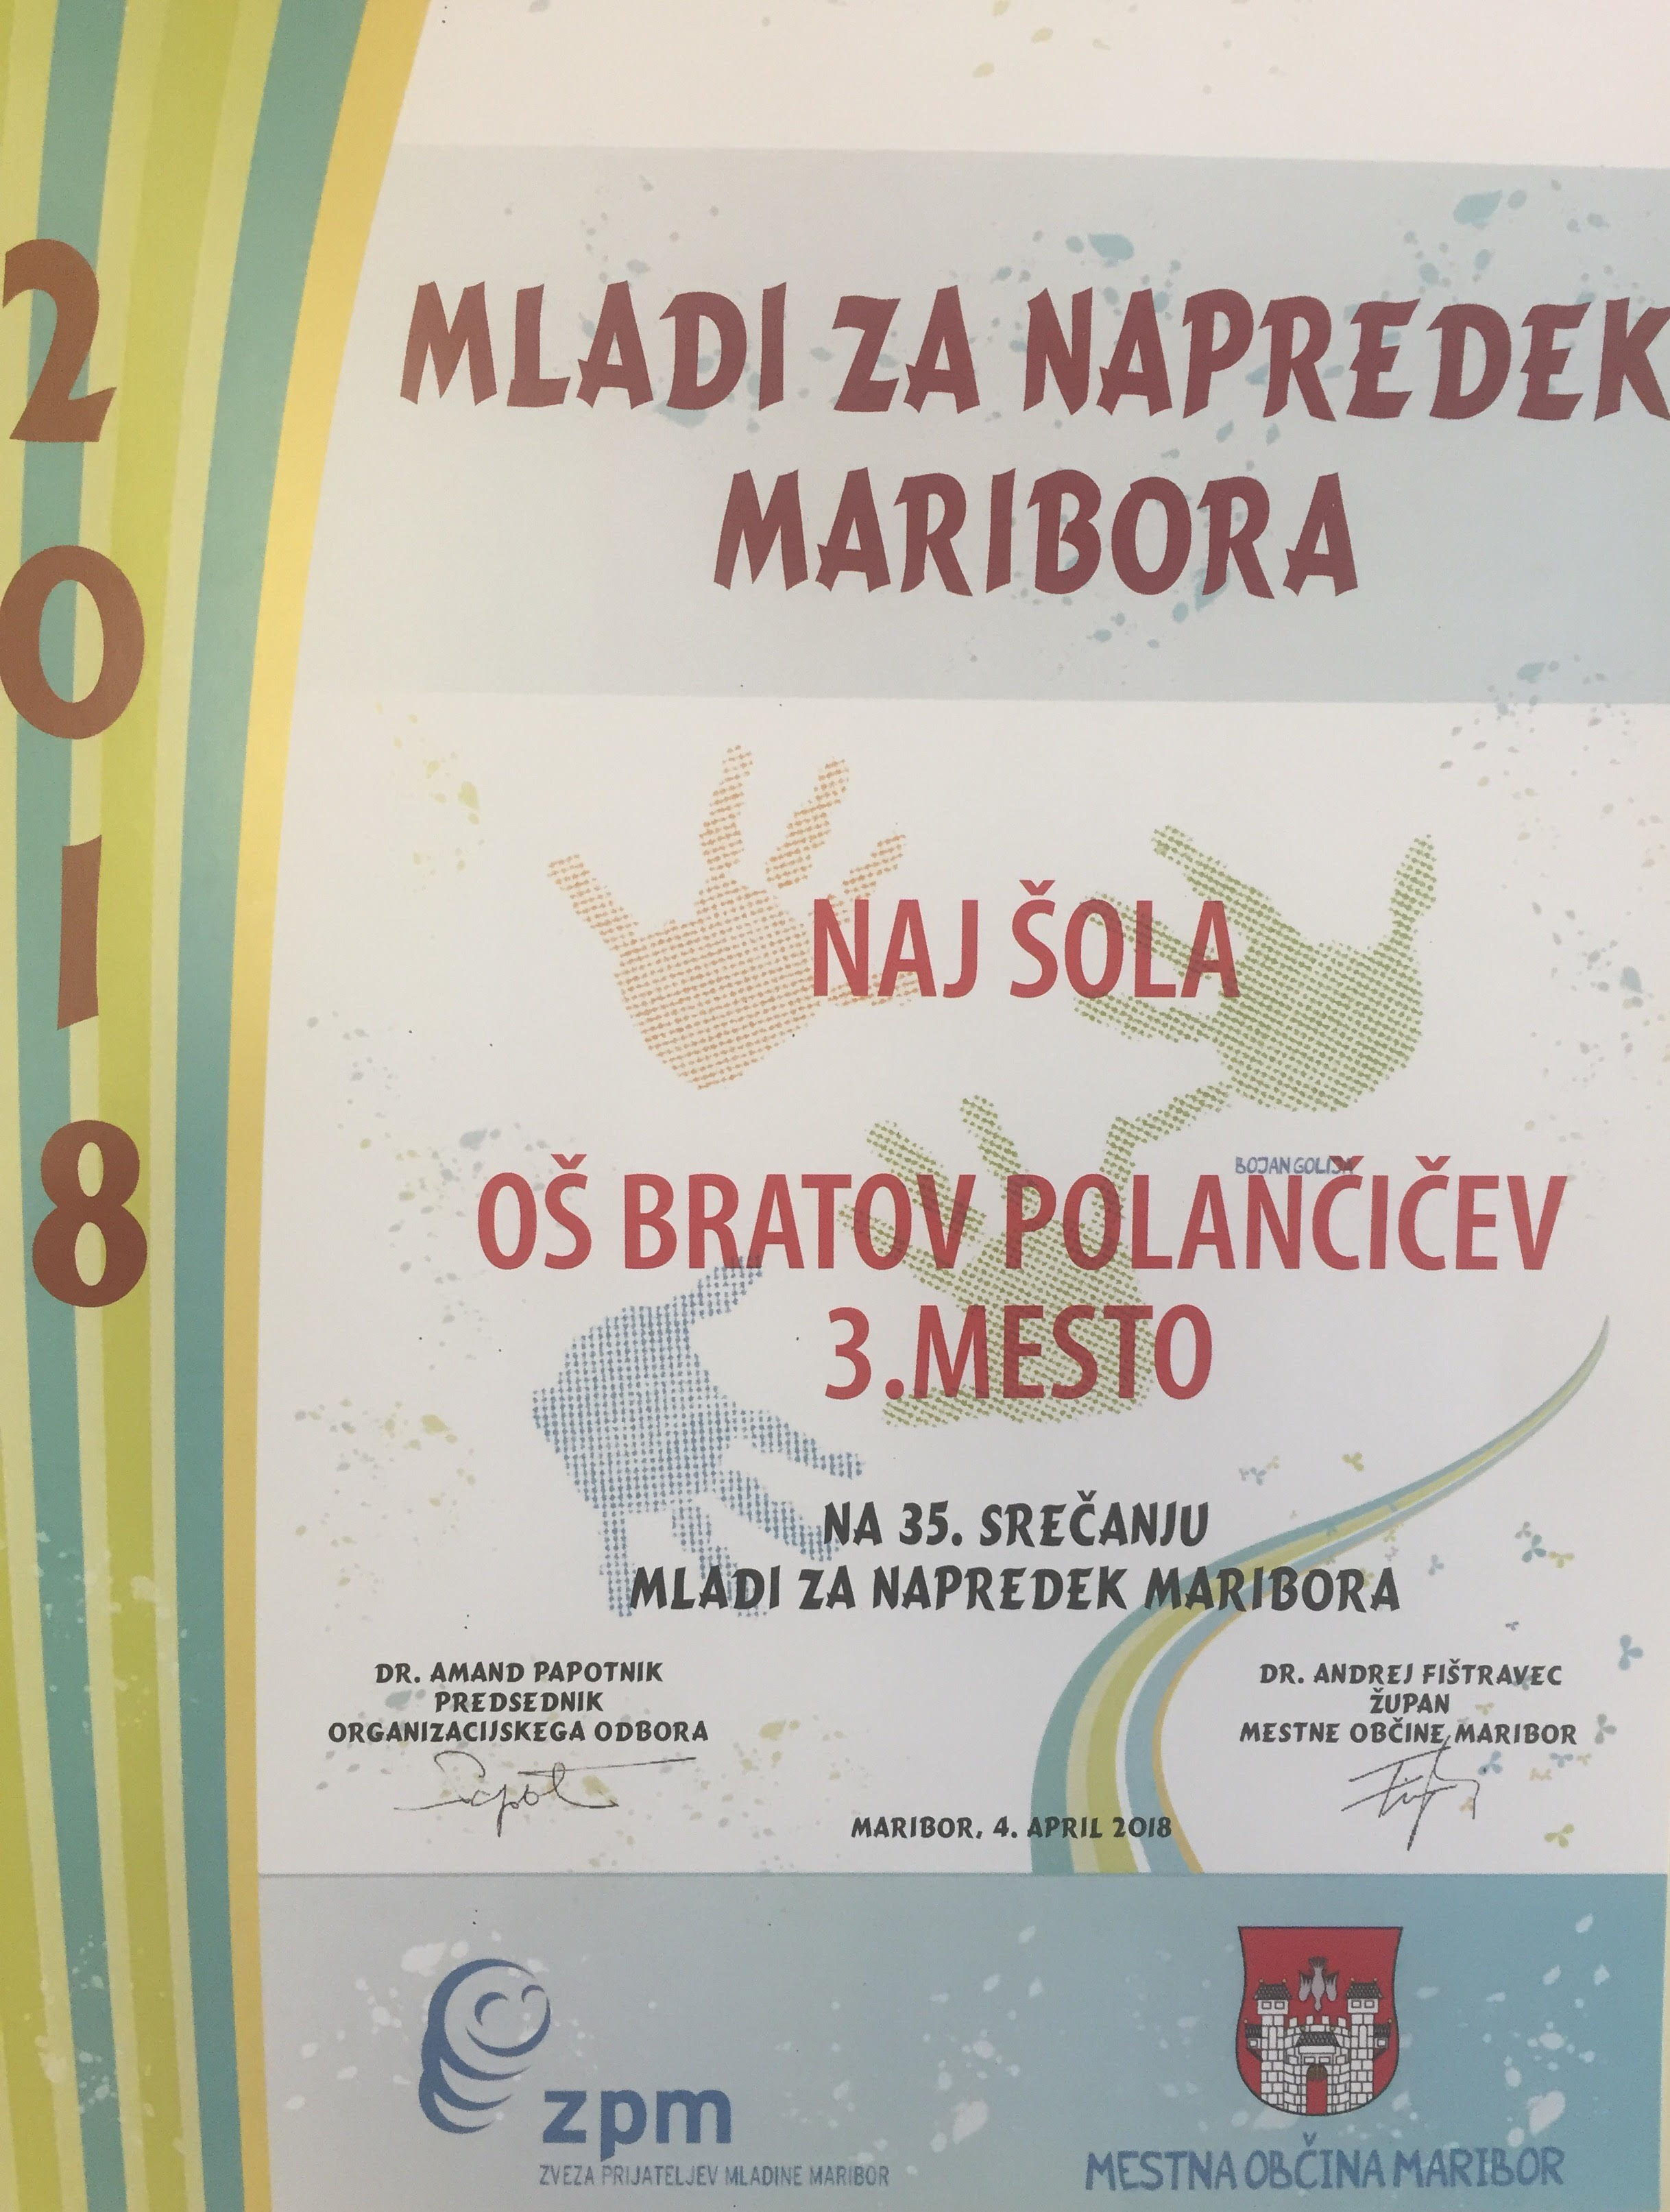 2018
MLADI ZA NAPREDEK
MARIBORA
NAJ ŠOLA
BOJAN GOLIJA
OŠ BRATOV POLANČIČEV
3.MESTO
NA 35. SREČANJU
MLADI ZA NAPREDEK MARIBORA
DR. AMAND PAPOTNIK
PREDSEDNIK
ORGANIZACIJSKEGA ODBORA
DR. ANDREJ FIŠTRAVEC
ŽUPAN
MESTNE OBČINE MARIBOR
MARIBOR, 4. APRIL 2018
zpm
ZVEZA PRIJATELJEV MLADINE MARIBOR
MESTNA OBČINA MARIBOR